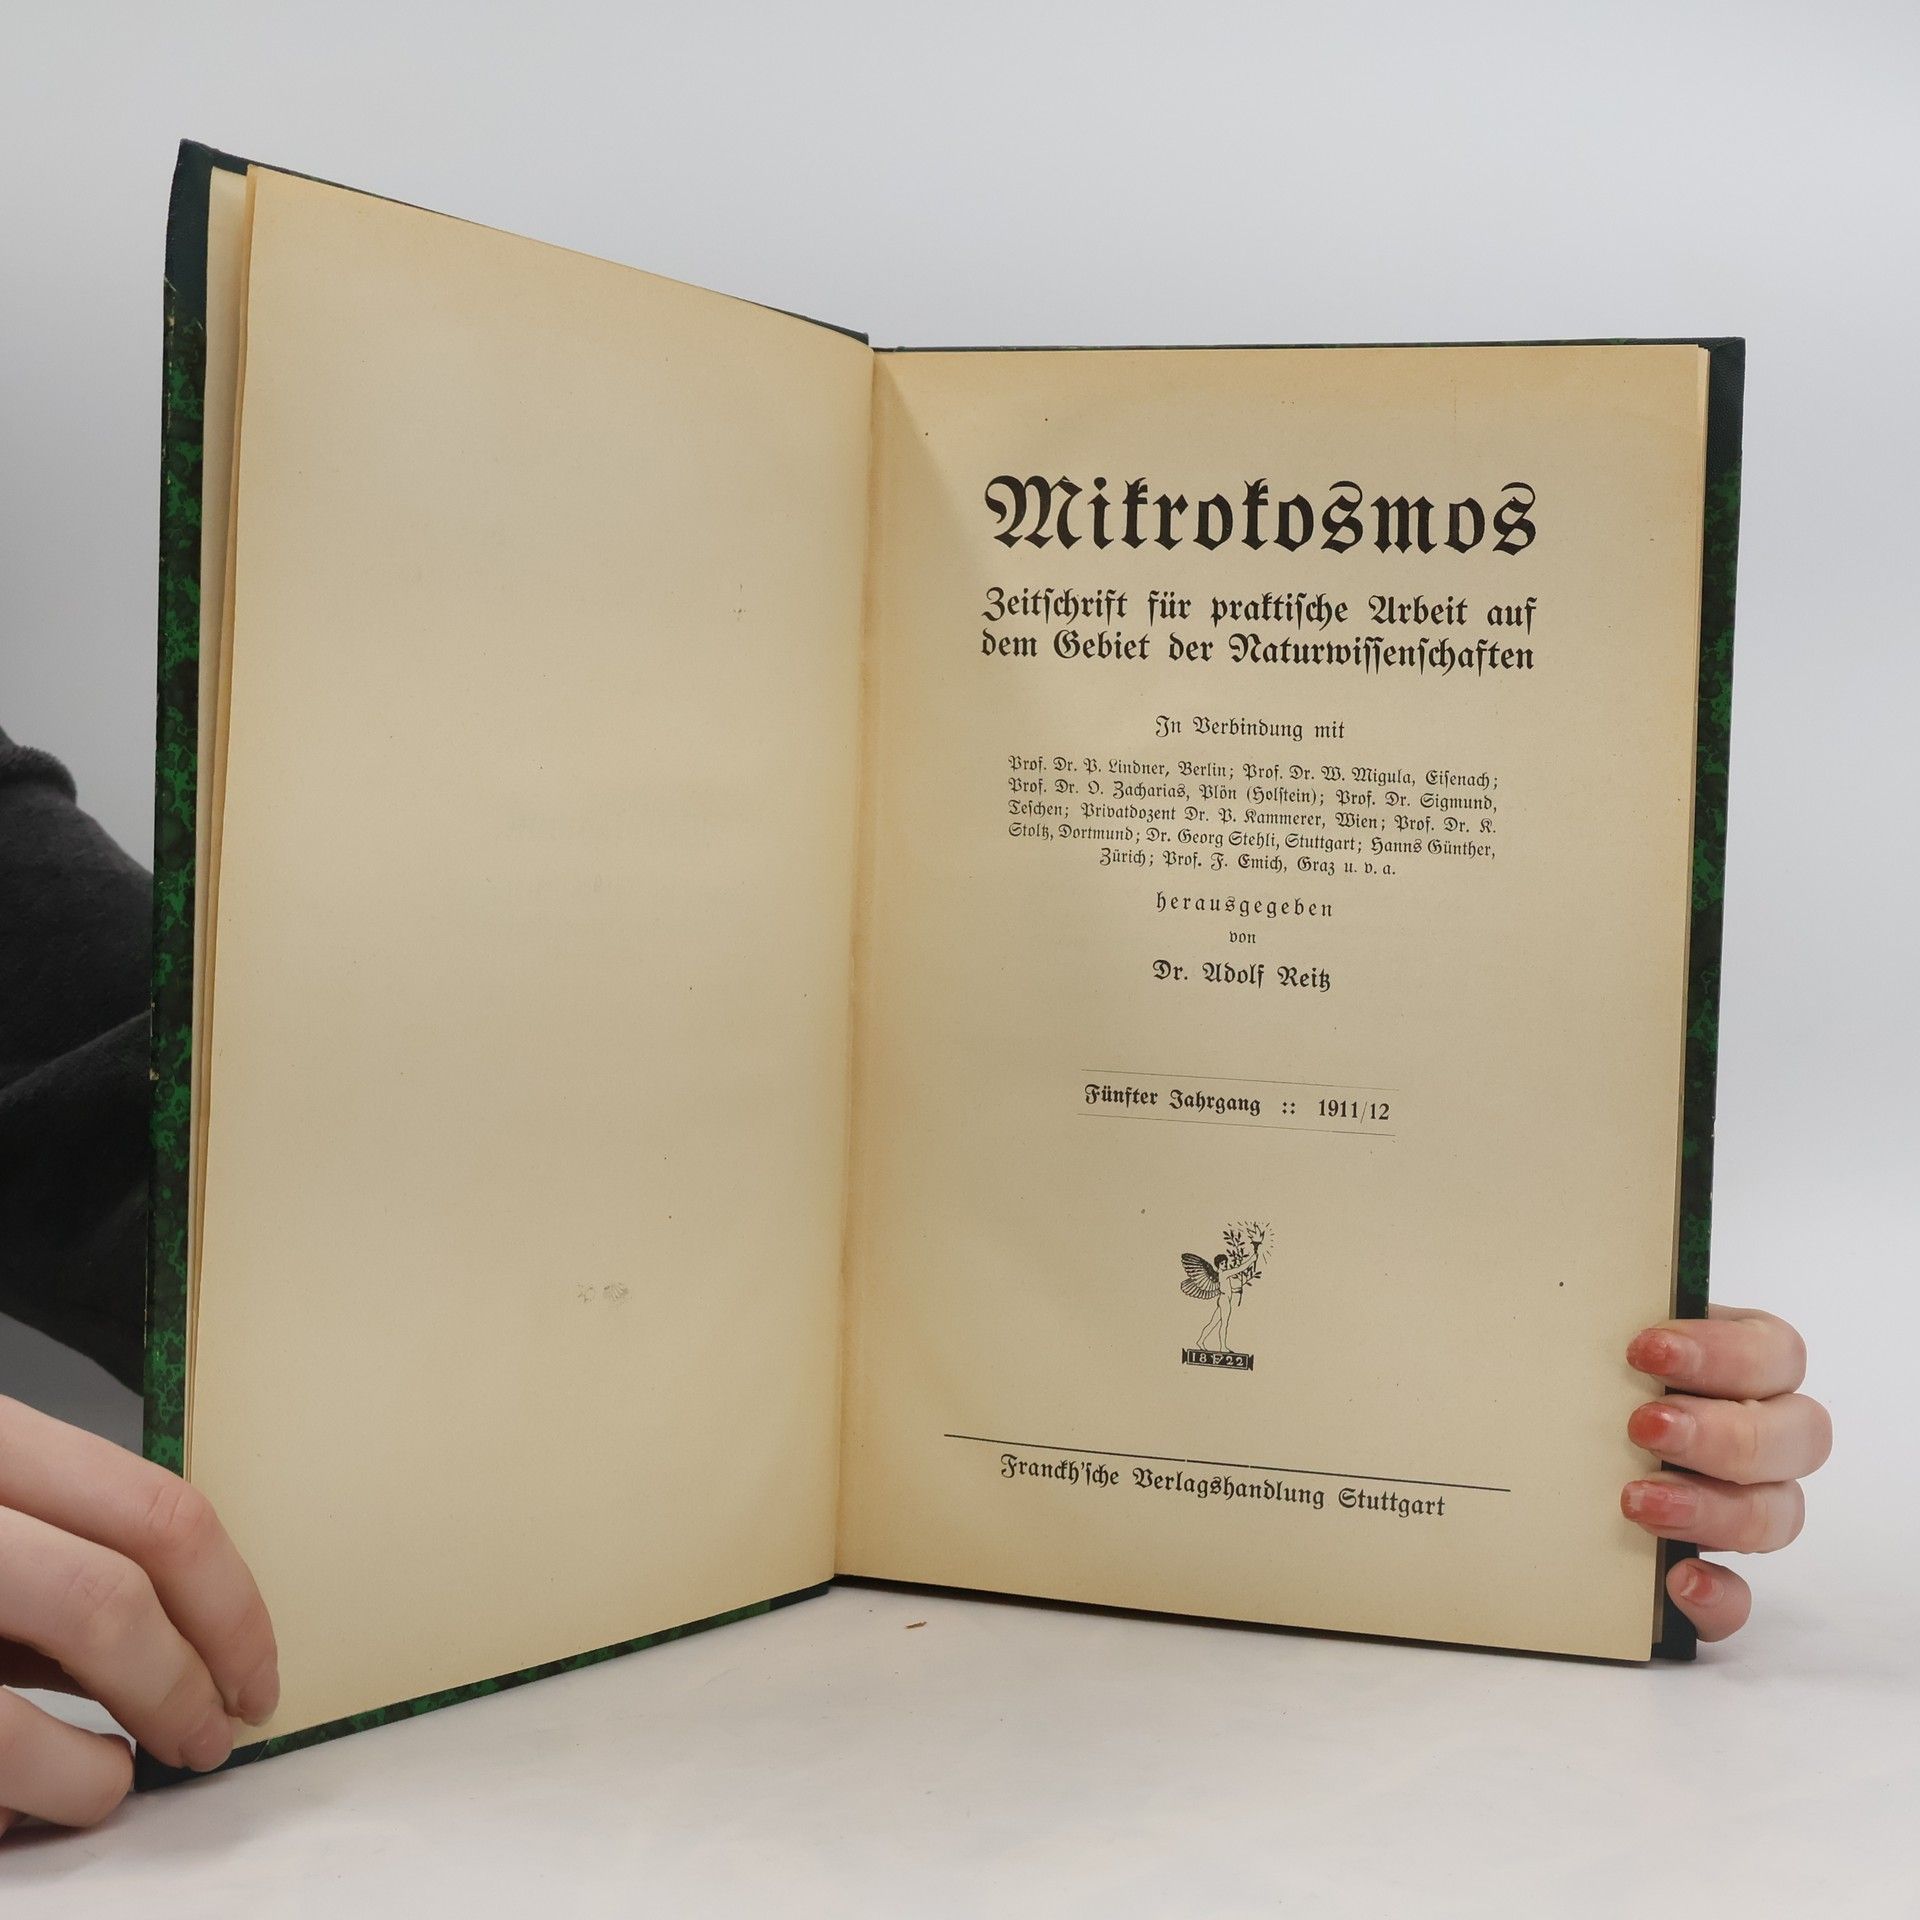 Mikrokosmos
Zeitschrift für praktische Arbeit auf
dem Gebiet der Naturwissenschaften
In Verbindung mit
Prof. Dr. P. Lindner, Berlin; Prof. Dr. W. Migula, Eisenach;
Prof. Dr. O. Zacharias, Plön (Holstein); Prof. Dr. Sigmund,
Teschen; Privatdozent Dr. P. Kammerer, Wien; Prof. Dr. K.
Stoltz, Dortmund; Dr. Georg Stehli, Stuttgart; Hanns Günther,
Zürich; Prof. F. Emich, Graz u. v. a.
herausgegeben
von
Dr. Adolf Reitz
Fünfter Jahrgang :: 1911/12
18 F 22
Franckh'sche Verlagshandlung Stuttgart